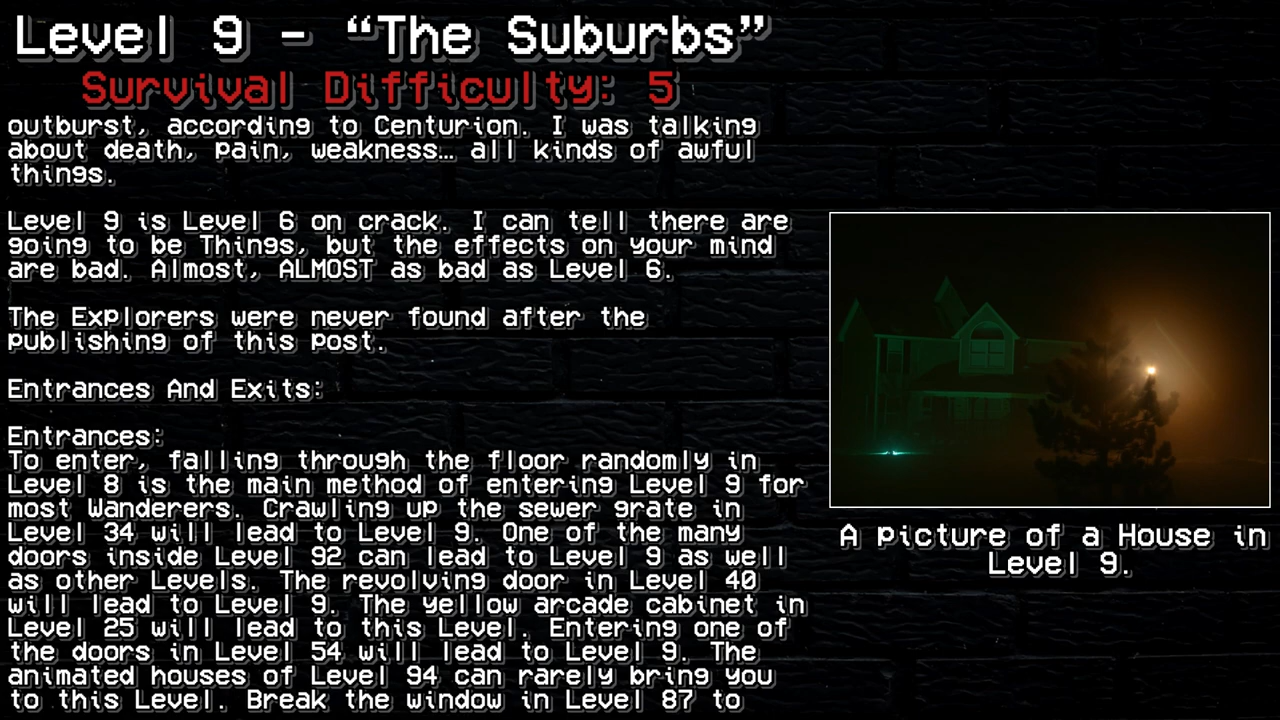 Level 9 - “The Suburbs”
Survival Difficulty: 5
outburst, according to Centurion. I was talking
about death, pain, weakness… all kinds of awful
things.
Level 9 is Level 6 on crack. I can tell there are
going to be Things, but the effects on your mind
are bad. Almost, ALMOST as bad as Level 6.
The Explorers were never found after the
publishing of this post.
Entrances And Exits:
Entrances:
To enter, falling through the floor randomly in
Level 8 is the main method of entering Level 9 for
most Wanderers. Crawling up the sewer grate in
Level 34 will lead to Level 9. One of the many
doors inside Level 92 can lead to Level 9 as well
as other Levels. The revolving door in Level 40
will lead to Level 9. The yellow arcade cabinet in
Level 25 will lead to this Level. Entering one of
the doors in Level 54 will lead to Level 9. The
animated houses of Level 94 can rarely bring you
to this Level. Break the window in Level 87 to
A picture of a House in
Level 9.